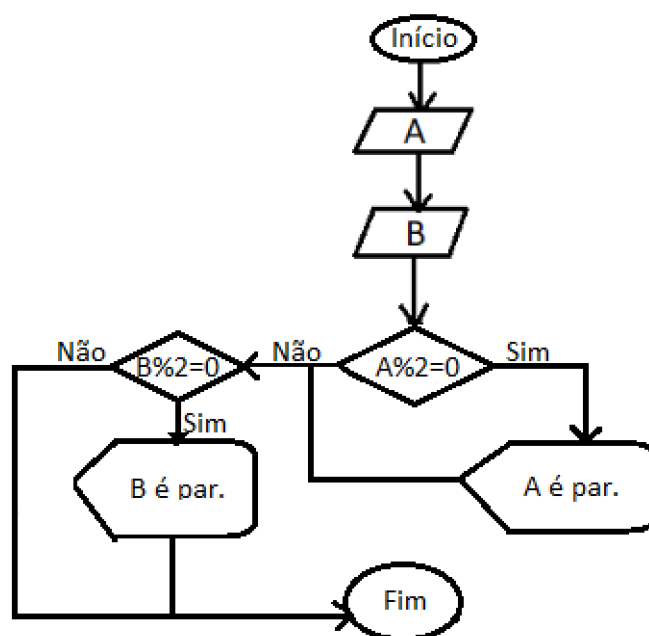 Início
A
B
Não
B%2=0
Não
A%2=0
Sim
Sim
B é par.
A é par.
Fim